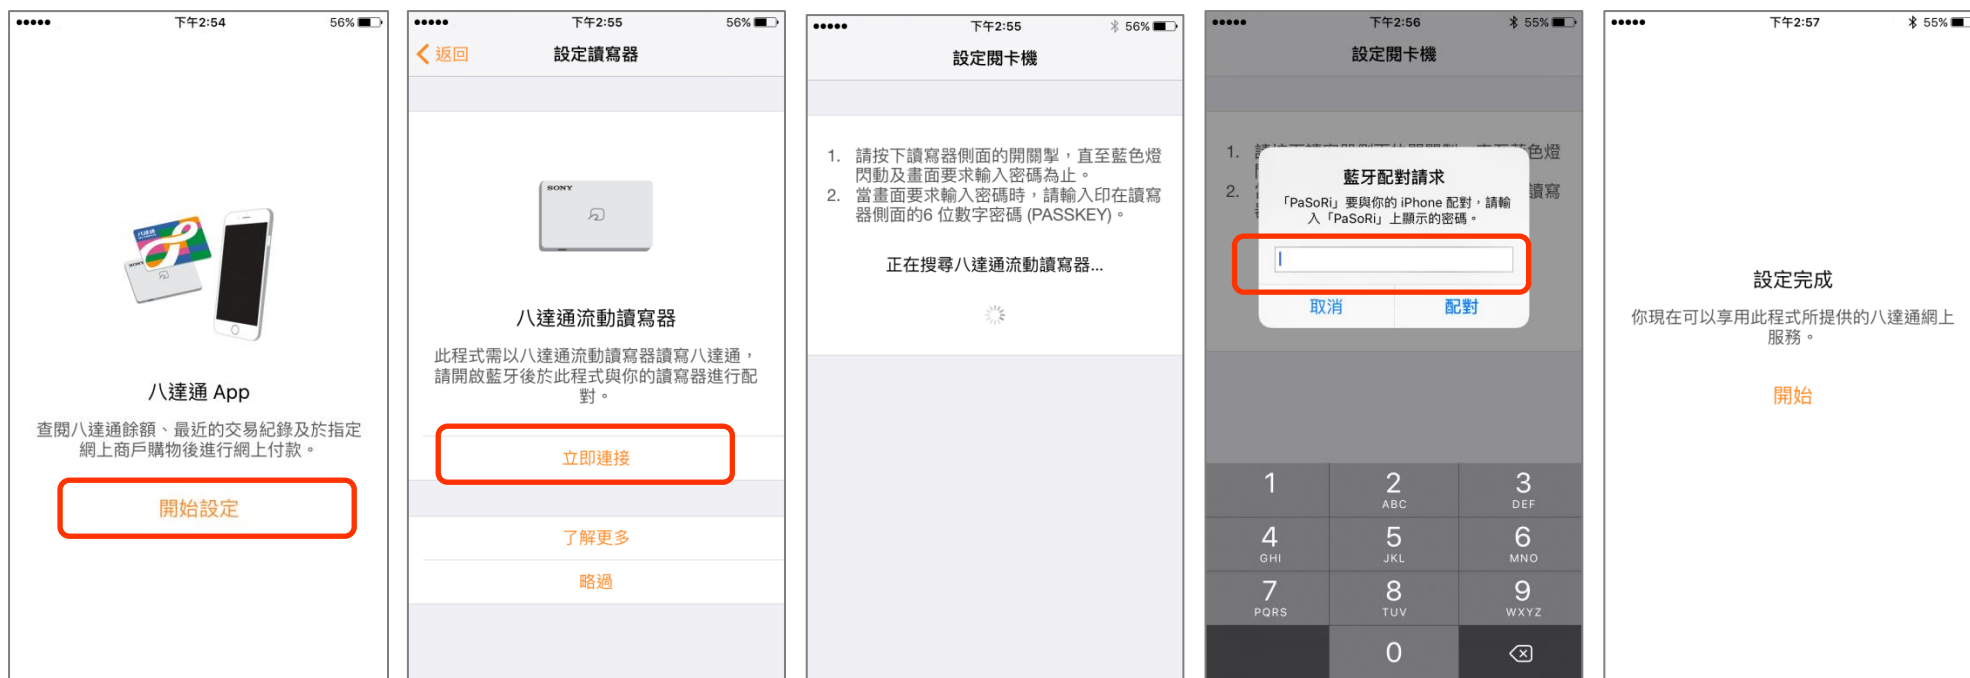 下午2:54
56%
八達通
SONY
八達通 App
查閱八達通餘額、最近的交易紀錄及於指定
網上商戶購物後進行網上付款。
開始設定
下午2:55
56%
返回
設定讀寫器
SONY
八達通流動讀寫器
此程式需以八達通流動讀寫器讀寫八達通，
請開啟藍牙後於此程式與你的讀寫器進行配
對。
立即連接
了解更多
略過
下午2:55
56%
設定閱卡機
1. 請按下讀寫器側面的開關掣，直至藍色燈
閃動及畫面要求輸入密碼為止。
2. 當畫面要求輸入密碼時，請輸入印在讀寫
器側面的6 位數字密碼 (PASSKEY)。
正在搜尋八達通流動讀寫器...
下午2:56
55%
設定閱卡機
1.
色燈
2.
讀寫
藍牙配對請求
「PaSoRi」要與你的 iPhone 配對，請輸
入「PaSoRi」上顯示的密碼。
取消
配對
1
2
ABC
3
DEF
4
GHI
5
JKL
6
MNO
7
PQRS
8
TUV
9
WXYZ
0
下午2:57
55%
設定完成
你現在可以享用此程式所提供的八達通網上
服務。
開始